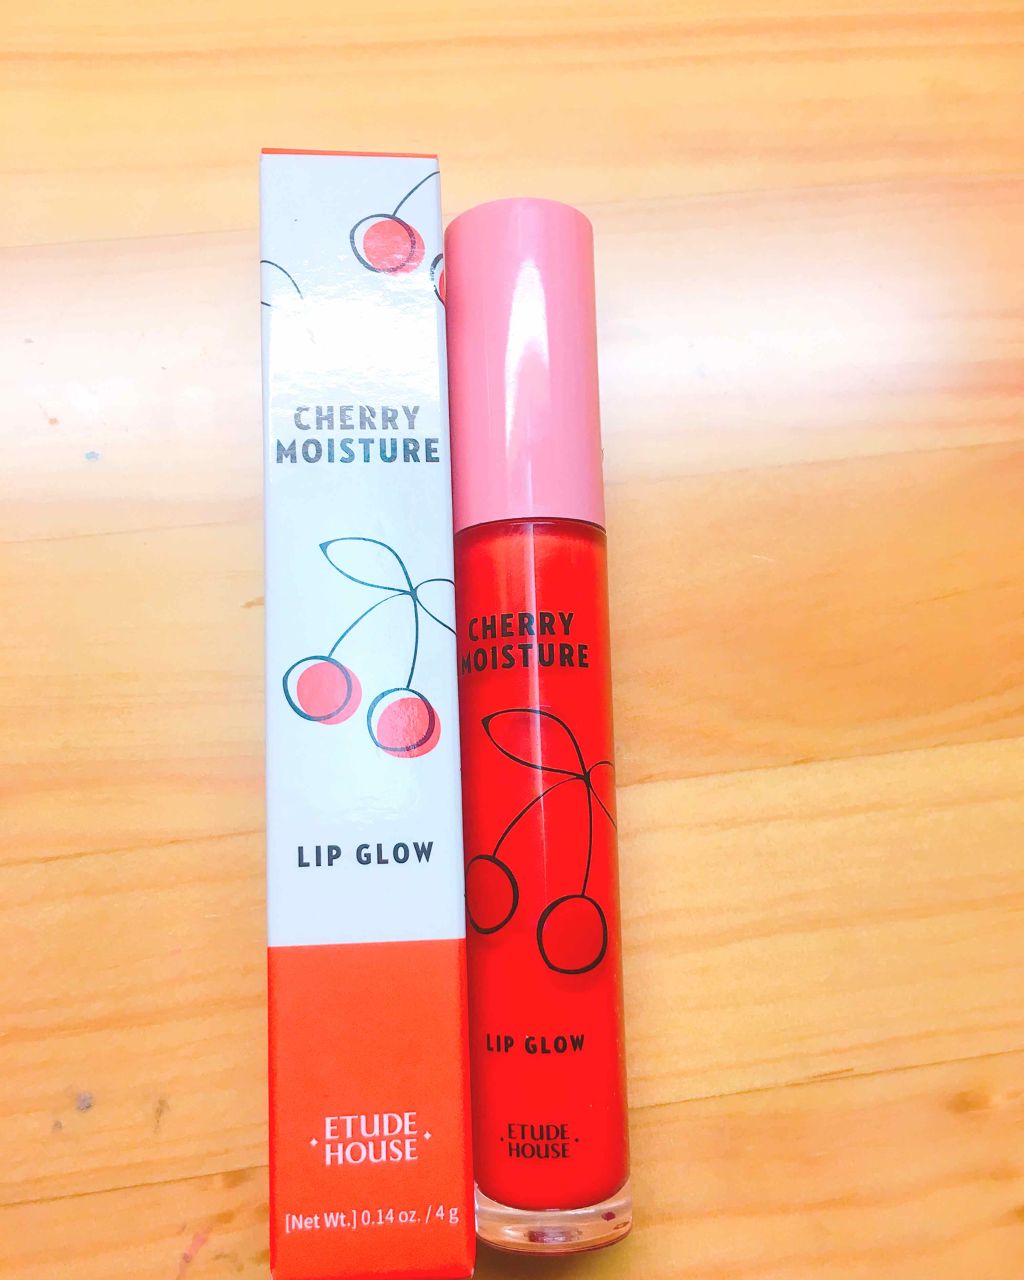 CHERRY
MOISTURE
LIP GLOW
ETUDE
HOUSE
[Net Wt.] 0.14 oz. / 4 g
CHERRY
MOISTURE
LIP GLOW
ETUDE
HOUSE